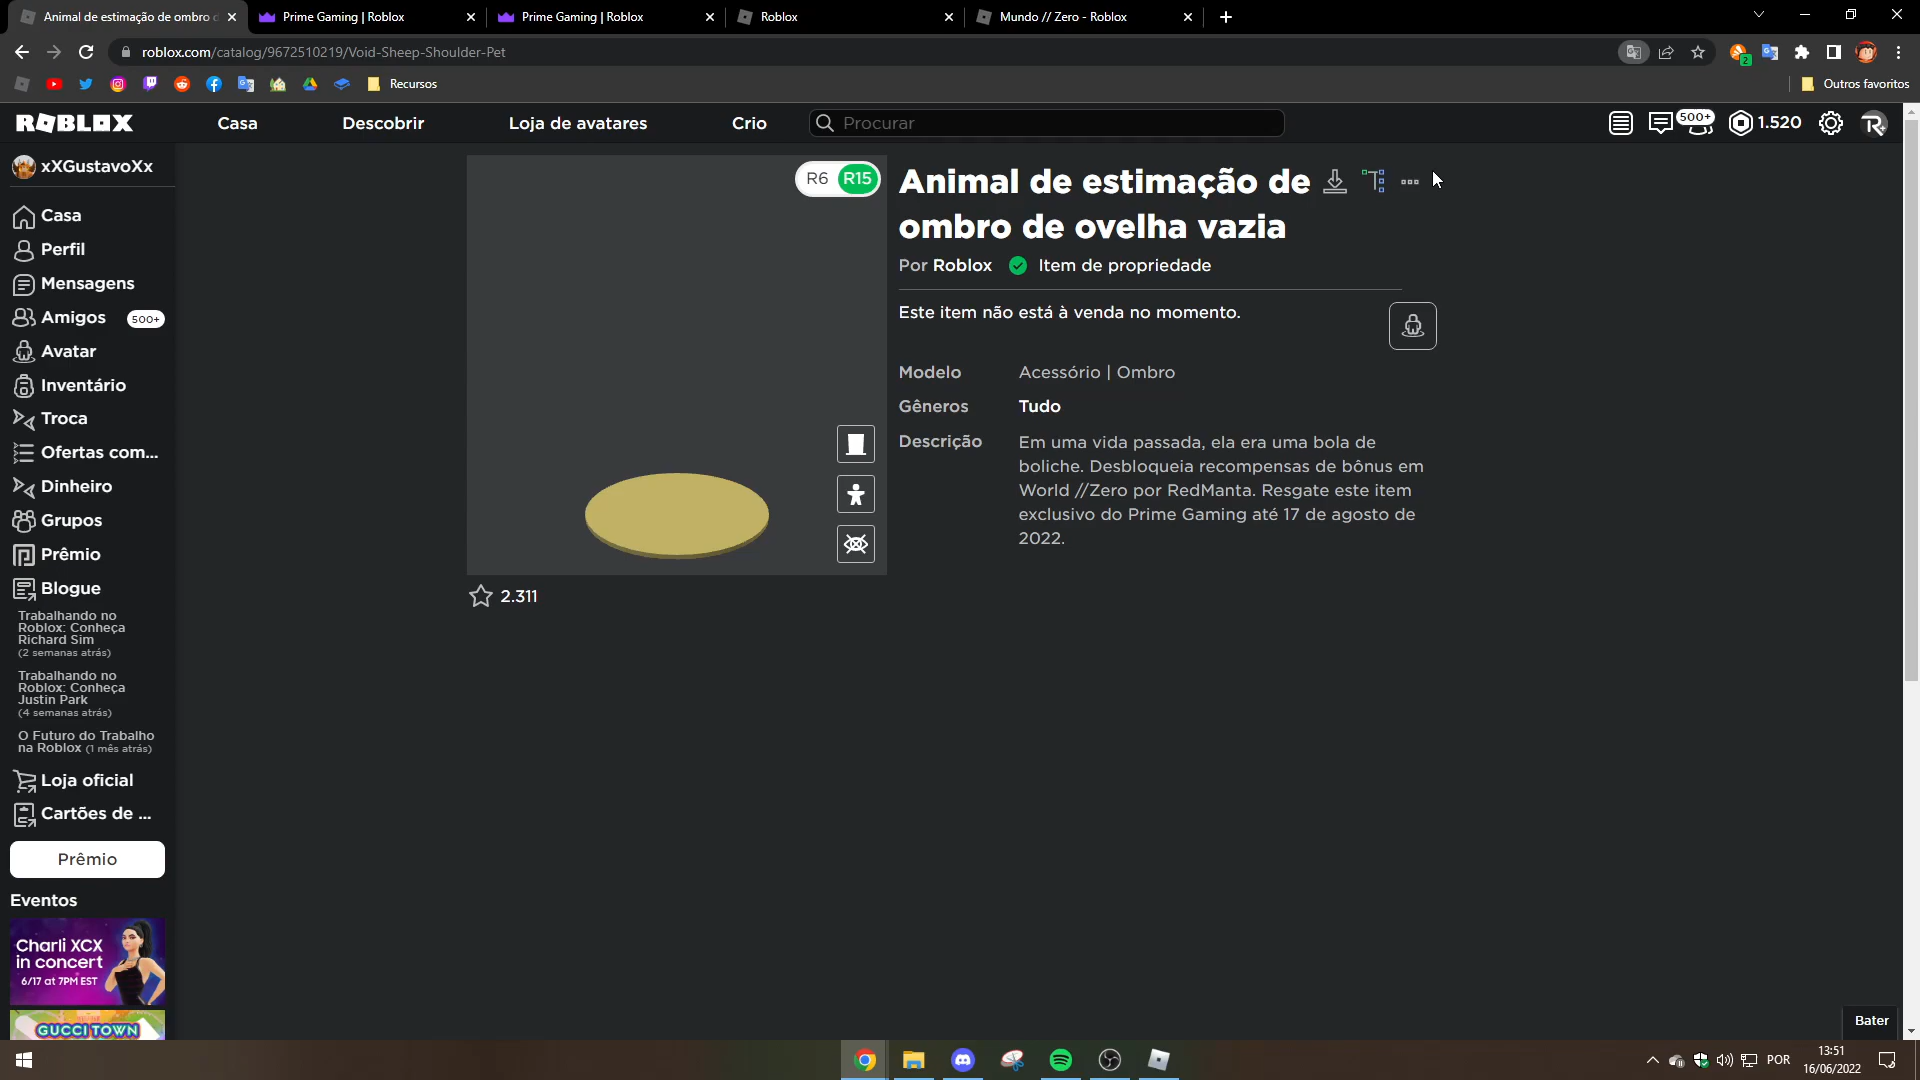 Animal de estimação de ombro d
Prime Gaming | Roblox
Prime Gaming | Roblox
Roblox
Mundo // Zero - Roblox
roblox.com/catalog/9672510219/Void-Sheep-Shoulder-Pet
2
Recursos
Outros favoritos
ROBLOX
Casa
Descobrir
Loja de avatares
Crio
Procurar
500+
1.520
xXGustavoXx
Casa
Perfil
Mensagens
Amigos
500+
Avatar
Inventário
Troca
Ofertas com...
Dinheiro
Grupos
Prêmio
Blogue
Trabalhando no
Roblox: Conheça
Richard Sim
(2 semanas atrás)
Trabalhando no
Roblox: Conheça
Justin Park
(4 semanas atrás)
O Futuro do Trabalho
na Roblox (1 mês atrás)
Loja oficial
Cartões de ...
Prêmio
Eventos
Charli XCX
in concert
6/17 at 7PM EST
GUCCI TOWN
R6 R15
2.311
Animal de estimação de
ombro de ovelha vazia
Por Roblox Item de propriedade
Este item não está à venda no momento.
Modelo Acessório | Ombro
Gêneros Tudo
Descrição Em uma vida passada, ela era uma bola de
boliche. Desbloqueia recompensas de bônus em
World //Zero por RedManta. Resgate este item
exclusivo do Prime Gaming até 17 de agosto de
2022.
Bater
POR
13:51
16/06/2022